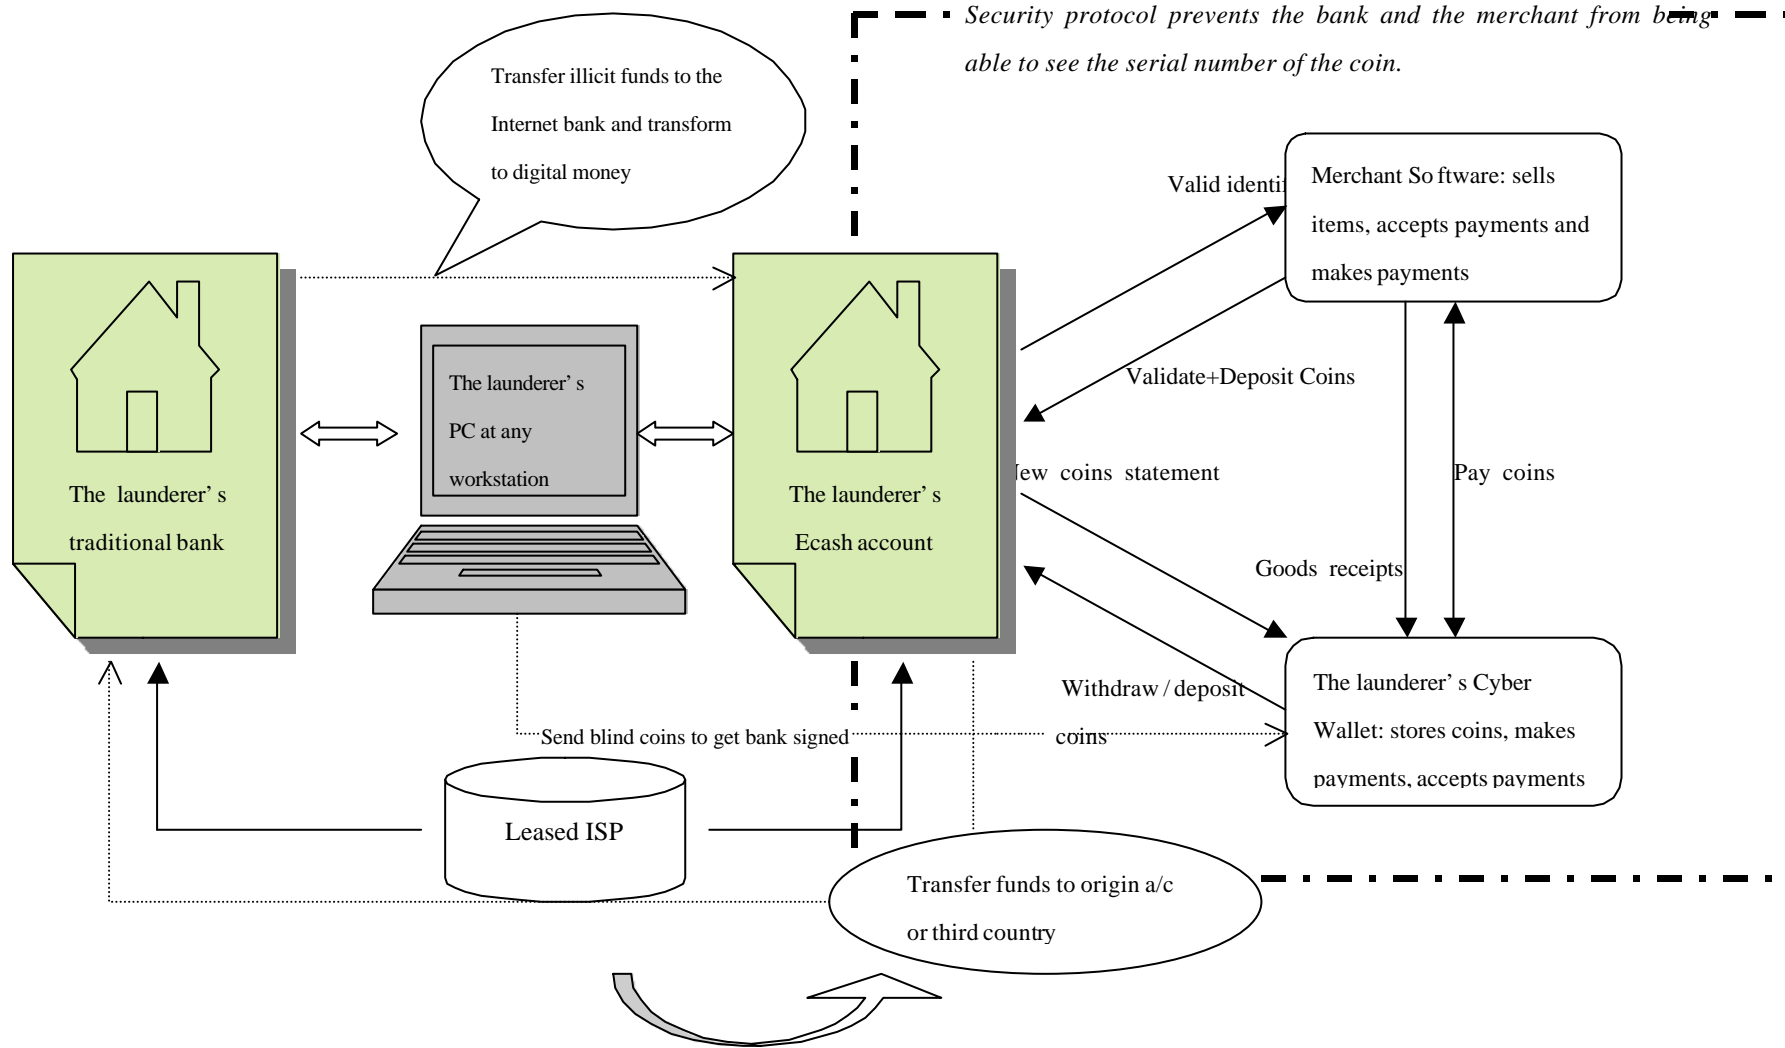 Security protocol prevents the bank and the merchant from being
able to see the serial number of the coin.
Transfer illicit funds to the
Internet bank and transform
to digital money
Valid
Merchant So ftware: sells
items, accepts payments and
makes payments
The launderer’ s
PC at any
workstation
Validate+Deposit Coins
The launderer’ s
traditional bank
The launderer’ s
Ecash account
coins statement
Pay coins
Goods receipts
Withdraw / deposit
coins
The launderer’ s Cyber
Wallet: stores coins, makes
payments, accepts payments
Send blind coins to get bank signed
Leased ISP
Transfer funds to origin a/c
or third country